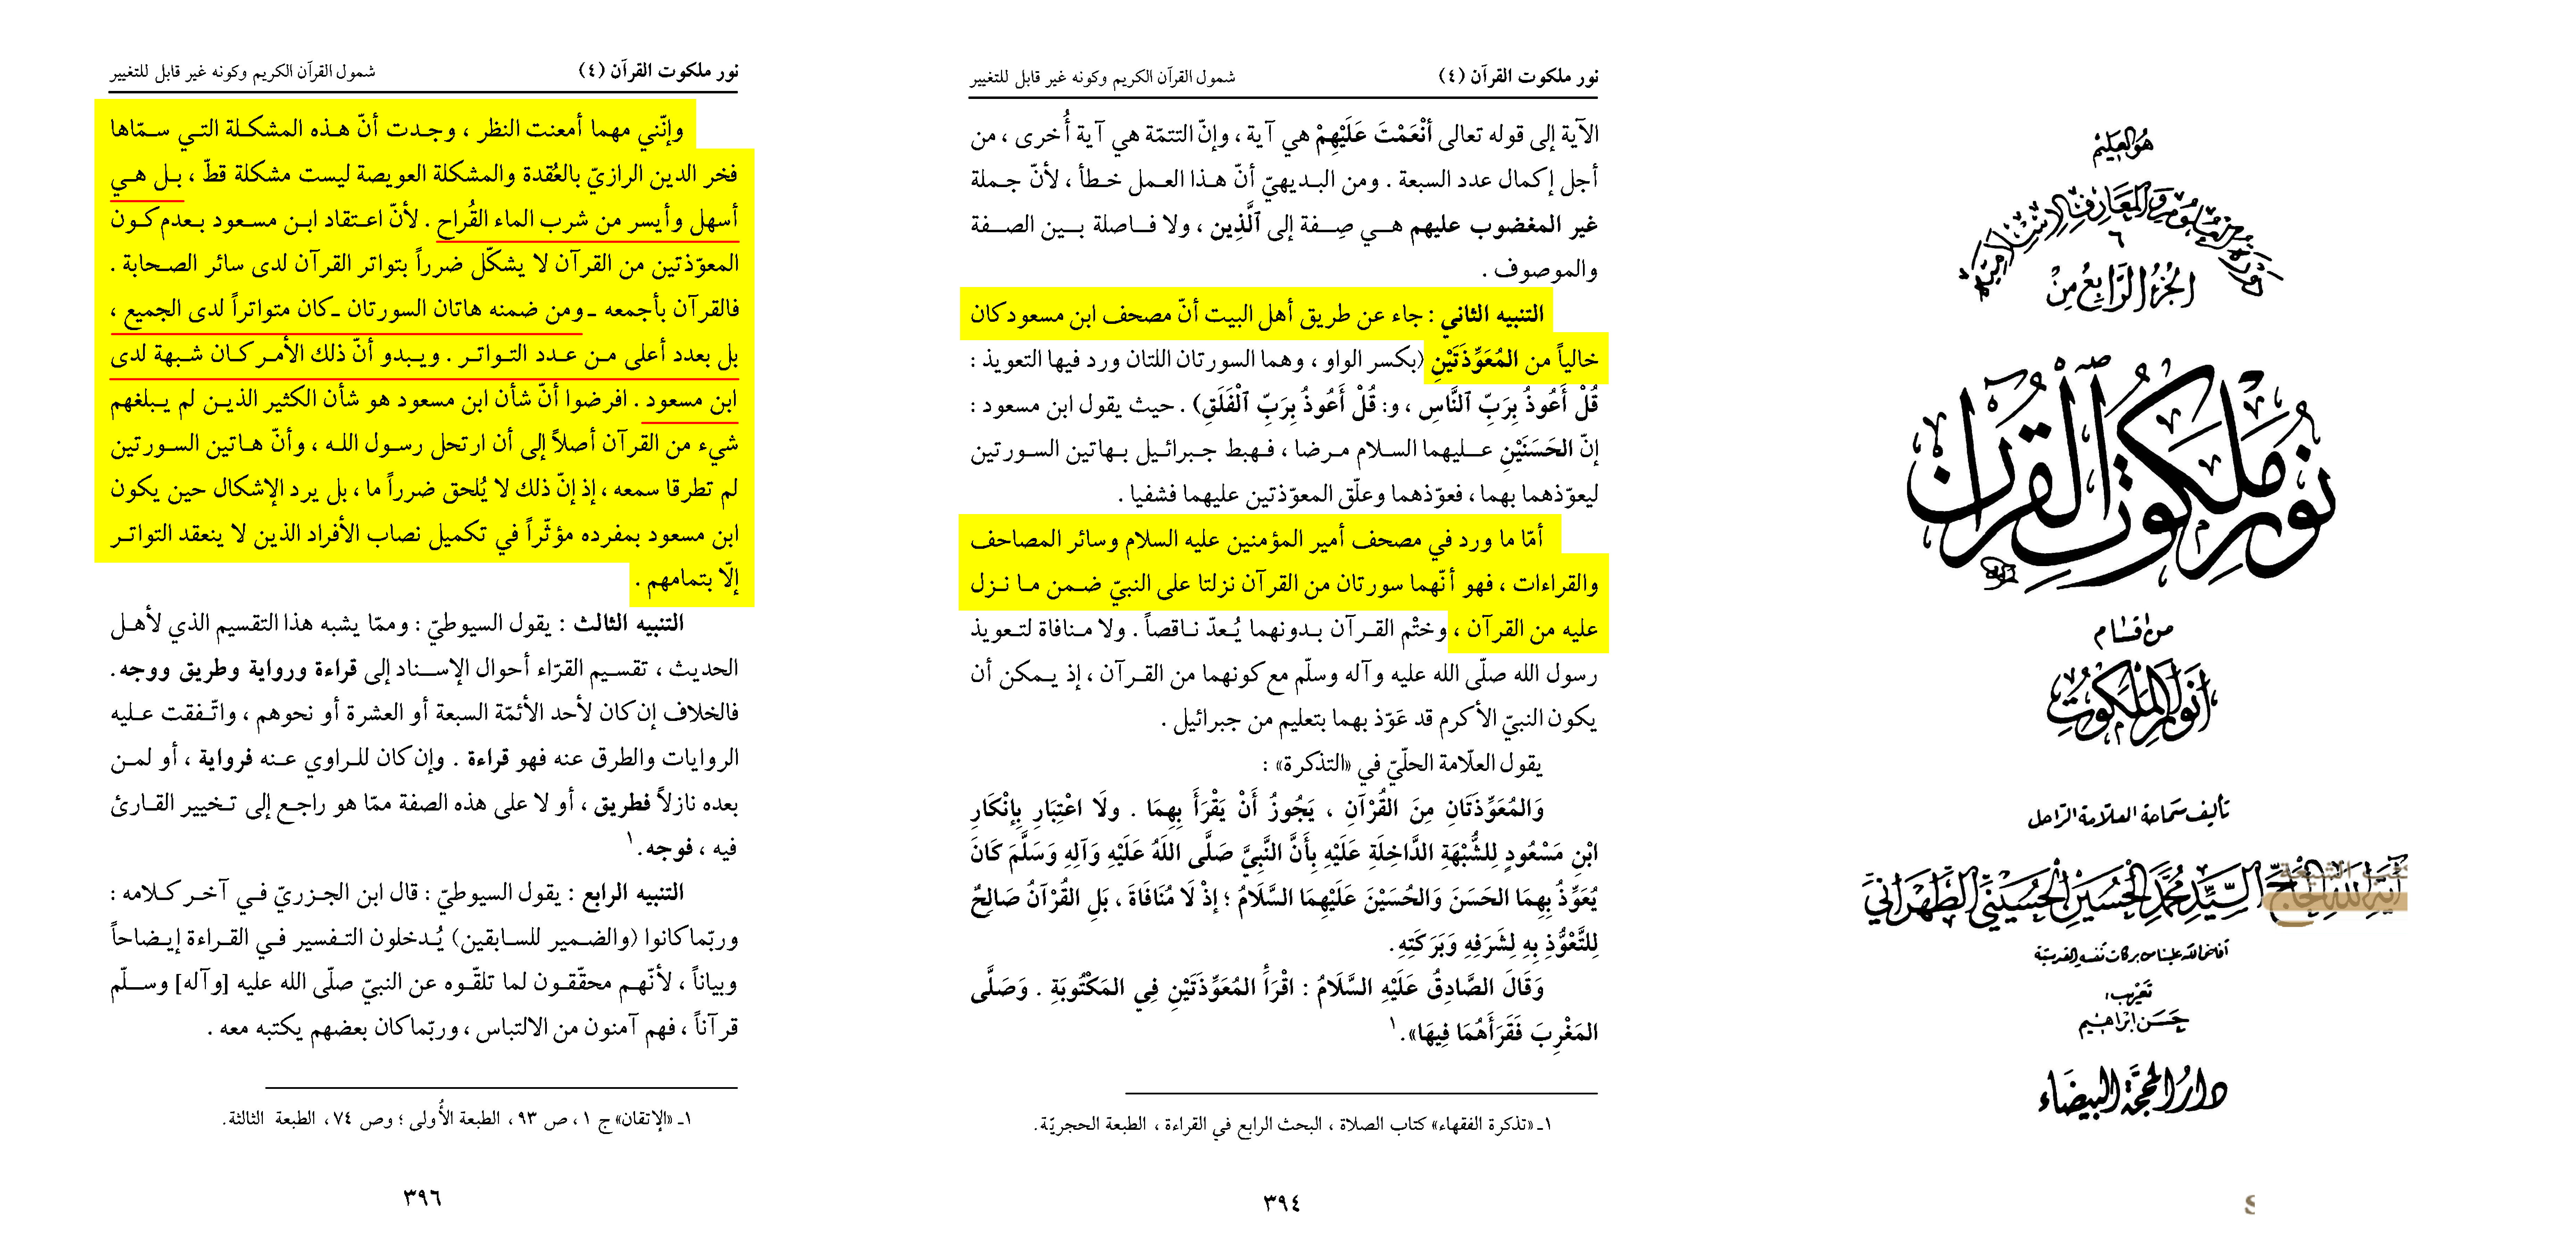 هو العليم
دورة العلوم والمعارف الإسلامية
٦
الجزء الرابع من
نور ملكوت القرآن
من أقسام
أنوار الملكوت
تأليف سماحة العلامة الراحل
آية الله الحاج السيد محمد الحسين الحسيني الطهراني
أفاض الله علينا من بركات نفسه القدسية
تعريب:
حسن إبراهيم
دار المحجة البيضاء
نور ملكوت القرآن (٤) شمول القرآن الكريم وكونه غير قابل للتغيير
الآية إلى قوله تعالى أَنْعَمْتَ عَلَيْهِمْ هي آية ، وإنّ التتمّة هي آية أُخرى ، من
أجل إكمال عدد السبعة . ومن البديهيّ أنّ هذا العمل خطأ ، لأنّ جملة
غير المغضوب عليهم هي صِفة إلى ٱلَّذِين ، ولا فاصلة بين الصفة
والموصوف .
التنبيه الثاني : جاء عن طريق أهل البيت أنّ مصحف ابن مسعود كان
خالياً من المُعَوِّذَتَيْنِ (بكسر الواو ، وهما السورتان اللتان ورد فيها التعويذ :
قُلْ أَعُوذُ بِرَبِّ ٱلنَّاسِ ، و: قُلْ أَعُوذُ بِرَبِّ ٱلْفَلَقِ) . حيث يقول ابن مسعود :
إنّ الحَسَنَيْنِ عليهما السلام مرضا ، فهبط جبرائيل بهاتين السورتين
ليعوّذهما بهما ، فعوّذهما وعلّق المعوّذتين عليهما فشفيا .
أمّا ما ورد في مصحف أمير المؤمنين عليه السلام وسائر المصاحف
والقراءات ، فهو أنّهما سورتان من القرآن نزلتا على النبيّ ضمن ما نزل
عليه من القرآن ، وختْم القرآن بدونهما يُعدّ ناقصاً . ولا منافاة لتعويذ
رسول الله صلّى الله عليه وآله وسلّم مع كونهما من القرآن ، إذ يمكن أن
يكون النبيّ الأكرم قد عَوّذ بهما بتعليم من جبرائيل .
يقول العلّامة الحلّيّ في «التذكرة» :
وَالمُعَوِّذَتَانِ مِنَ القُرْآنِ ، يَجُوزُ أَنْ يَقْرَأَ بِهِمَا . ولَا اعْتِبَارِ بِإنْكَارِ
ابْنِ مَسْعُودٍ لِلشُّبْهَةِ الدَّاخِلَةِ عَلَيْهِ بِأَنَّ النَّبِيَّ صَلَّى اللهُ عَلَيْهِ وَآلِهِ وَسَلَّمَ كَانَ
يُعَوِّذُ بِهِمَا الحَسَنَ وَالحُسَيْنَ عَلَيْهِمَا السَّلَامُ ؛ إذْ لَا مُنَافَاةَ ، بَلِ القُرْآنُ صَالِحٌ
لِلتَّعْوُّذِ بِهِ لِشَرَفِهِ وَبَرَكَتِهِ.
وَقَالَ الصَّادِقُ عَلَيْهِ السَّلَامُ : اقْرَأَ المُعَوِّذَتَيْنِ فِي المَكْتُوبَةِ . وَصَلَّى
المَغْرِبَ فَقَرَأَهُمَا فِيهَا».١
١ـ «تذكرة الفقهاء» كتاب الصلاة ، البحث الرابع في القراءة ، الطبعة الحجريّة.
٣٩٤
نور ملكوت القرآن (٤) شمول القرآن الكريم وكونه غير قابل للتغيير
وإنّني مهما أمعنت النظر ، وجدت أنّ هذه المشكلة التي سمّاها
فخر الدين الرازيّ بالعُقدة والمشكلة العويصة ليست مشكلة قطّ ، بل هي
أسهل وأيسر من شرب الماء القُراح . لأنّ اعتقاد ابن مسعود بعدم كون
المعوّذتين من القرآن لا يشكّل ضرراً بتواتر القرآن لدى سائر الصحابة .
فالقرآن بأجمعه ـ ومن ضمنه هاتان السورتان ـ كان متواتراً لدى الجميع ،
بل بعدد أعلى من عدد التواتر . ويبدو أنّ ذلك الأمر كان شبهة لدى
ابن مسعود . افرضوا أنّ شأن ابن مسعود هو شأن الكثير الذين لم يبلغهم
شيء من القرآن أصلاً إلى أن ارتحل رسول الله ، وأنّ هاتين السورتين
لم تطرقا سمعه ، إذ إنّ ذلك لا يُلحق ضرراً ما ، بل يرد الإشكال حين يكون
ابن مسعود بمفرده مؤثّراً في تكميل نصاب الأفراد الذين لا ينعقد التواتر
إلّا بتمامهم .
التنبيه الثالث : يقول السيوطيّ : وممّا يشبه هذا التقسيم الذي لأهل
الحديث ، تقسيم القرّاء أحوال الإسناد إلى قراءة ورواية وطريق ووجه.
فالخلاف إن كان لأحد الأئمّة السبعة أو العشرة أو نحوهم ، واتّفقت عليه
الروايات والطرق عنه فهو قراءة . وإن كان للراوي عنه فرواية ، أو لمن
بعده نازلاً فطريق ، أو لا على هذه الصفة ممّا هو راجع إلى تخيير القارئ
فيه ، فوجه.١
التنبيه الرابع : يقول السيوطيّ : قال ابن الجزريّ في آخر كلامه :
وربّما كانوا (والضمير للسابقين) يُدخلون التفسير في القراءة إيضاحاً
وبياناً ، لأنّهم محقّقون لما تلقّوه عن النبيّ صلّى الله عليه [وآله] وسلّم
قرآناً ، فهم آمنون من الالتباس ، وربّما كان بعضهم يكتبه معه .
١ـ «الإتقان» ج ١ ، ص ٩٣ ، الطبعة الأُولى ؛ وص ٧٤ ، الطبعة الثالثة.
٣٩٦